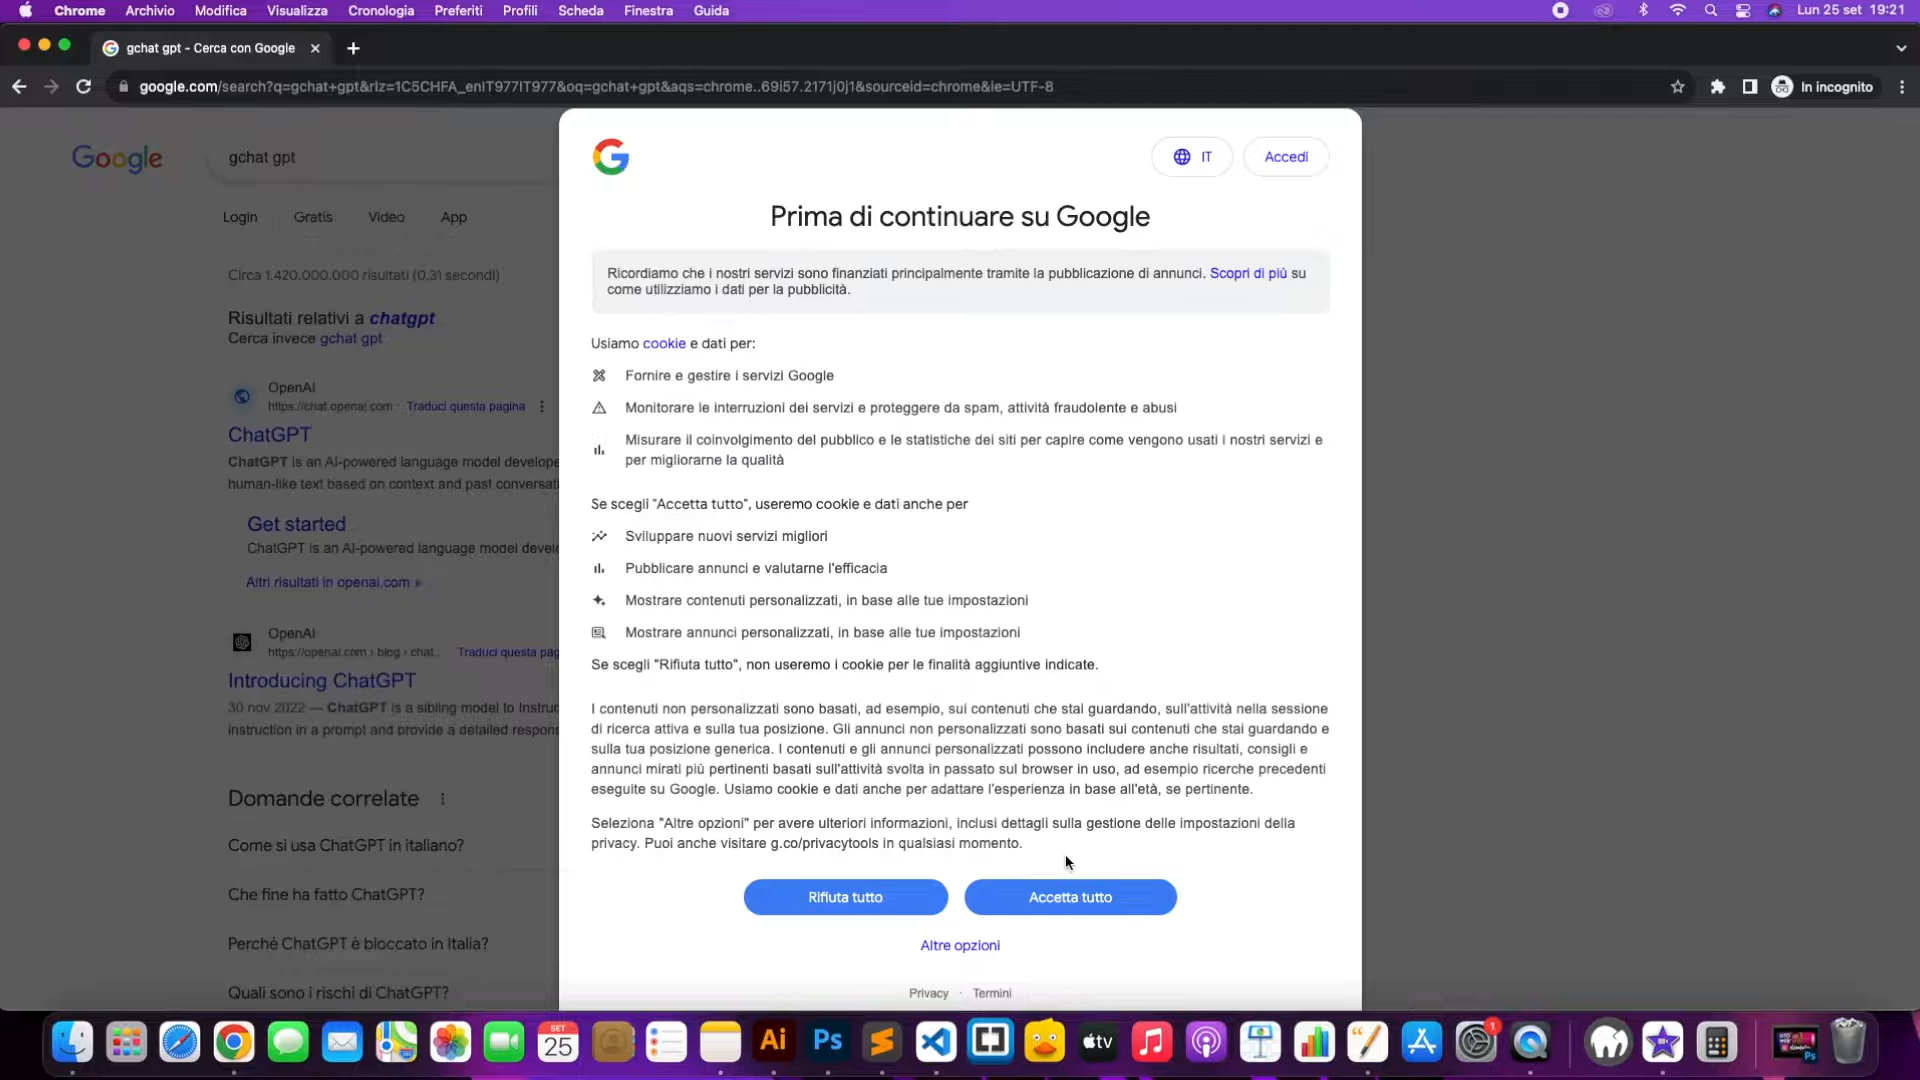 Chrome Archivio Modifica Visualizza Cronologia Preferiti Profili Scheda Finestra Guida Lun 25 set 19:21
gchat gpt - Cerca con Google
google.com/search?q=gchat+gpt&rlz=1C5CHFA_enIT977IT977&oq=gchat+gpt&aqs=chrome..69i57.2171j0j1&sourceid=chrome&ie=UTF-8 In incognito
Google gchat gpt
Login Gratis Video App
Circa 1.420.000.000 risultati (0,31 secondi)
Risultati relativi a chatgpt
Cerca invece gchat gpt
OpenAI
https://chat.openai.com · Traduci questa pagina
ChatGPT
ChatGPT is an AI-powered language model develope
human-like text based on context and past conversati
Get started
ChatGPT is an AI-powered language model devel
Altri risultati in openai.com »
OpenAI
https://openai.com › blog › chat... Traduci questa pag
Introducing ChatGPT
30 nov 2022 — ChatGPT is a sibling model to Instruc
instruction in a prompt and provide a detailed respons
Domande correlate
Come si usa ChatGPT in italiano?
Che fine ha fatto ChatGPT?
Perché ChatGPT è bloccato in Italia?
Quali sono i rischi di ChatGPT?
IT Accedi
Prima di continuare su Google
Ricordiamo che i nostri servizi sono finanziati principalmente tramite la pubblicazione di annunci. Scopri di più su
come utilizziamo i dati per la pubblicità.
Usiamo cookie e dati per:
Fornire e gestire i servizi Google
Monitorare le interruzioni dei servizi e proteggere da spam, attività fraudolente e abusi
Misurare il coinvolgimento del pubblico e le statistiche dei siti per capire come vengono usati i nostri servizi e
per migliorarne la qualità
Se scegli "Accetta tutto", useremo cookie e dati anche per
Sviluppare nuovi servizi migliori
Pubblicare annunci e valutarne l'efficacia
Mostrare contenuti personalizzati, in base alle tue impostazioni
Mostrare annunci personalizzati, in base alle tue impostazioni
Se scegli "Rifiuta tutto", non useremo i cookie per le finalità aggiuntive indicate.
I contenuti non personalizzati sono basati, ad esempio, sui contenuti che stai guardando, sull'attività nella sessione
di ricerca attiva e sulla tua posizione. Gli annunci non personalizzati sono basati sui contenuti che stai guardando e
sulla tua posizione generica. I contenuti e gli annunci personalizzati possono includere anche risultati, consigli e
annunci mirati più pertinenti basati sull'attività svolta in passato sul browser in uso, ad esempio ricerche precedenti
eseguite su Google. Usiamo cookie e dati anche per adattare l'esperienza in base all'età, se pertinente.
Seleziona "Altre opzioni" per avere ulteriori informazioni, inclusi dettagli sulla gestione delle impostazioni della
privacy. Puoi anche visitare g.co/privacytools in qualsiasi momento.
Rifiuta tutto Accetta tutto
Altre opzioni
Privacy · Termini
SET
25
Ai
Ps
tv
1
Ps